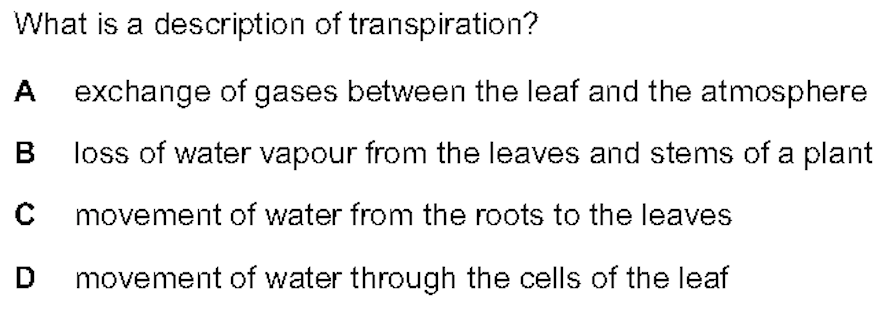 What is a description of transpiration?
A exchange of gases between the leaf and the atmosphere
B loss of water vapour from the leaves and stems of a plant
C movement of water from the roots to the leaves
D movement of water through the cells of the leaf